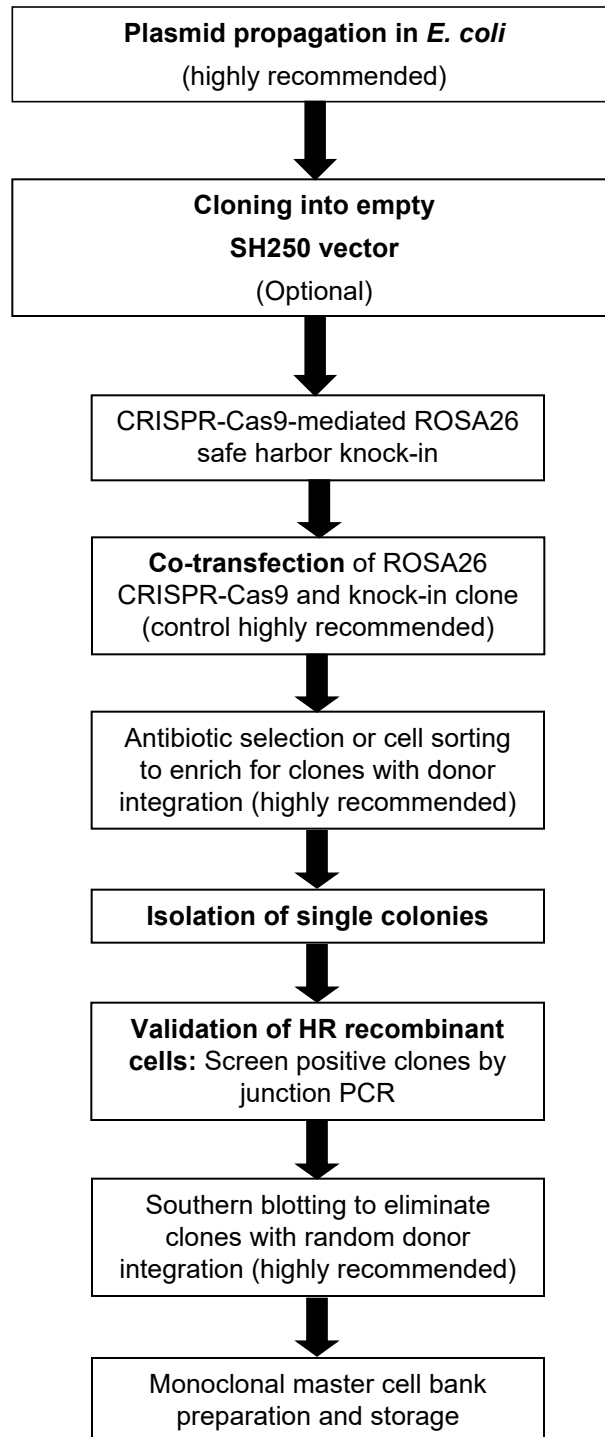 Plasmid propagation in E. coli
(highly recommended)
Cloning into empty
SH250 vector
(Optional)
CRISPR-Cas9-mediated ROSA26
safe harbor knock-in
Co-transfection of ROSA26
CRISPR-Cas9 and knock-in clone
(control highly recommended)
Antibiotic selection or cell sorting
to enrich for clones with donor
integration (highly recommended)
Isolation of single colonies
Validation of HR recombinant
cells: Screen positive clones by
junction PCR
Southern blotting to eliminate
clones with random donor
integration (highly recommended)
Monoclonal master cell bank
preparation and storage